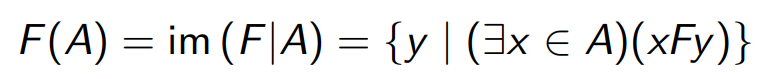 F(A) = im (F|A) = {y | (∃x ∈ A)(xFy)}